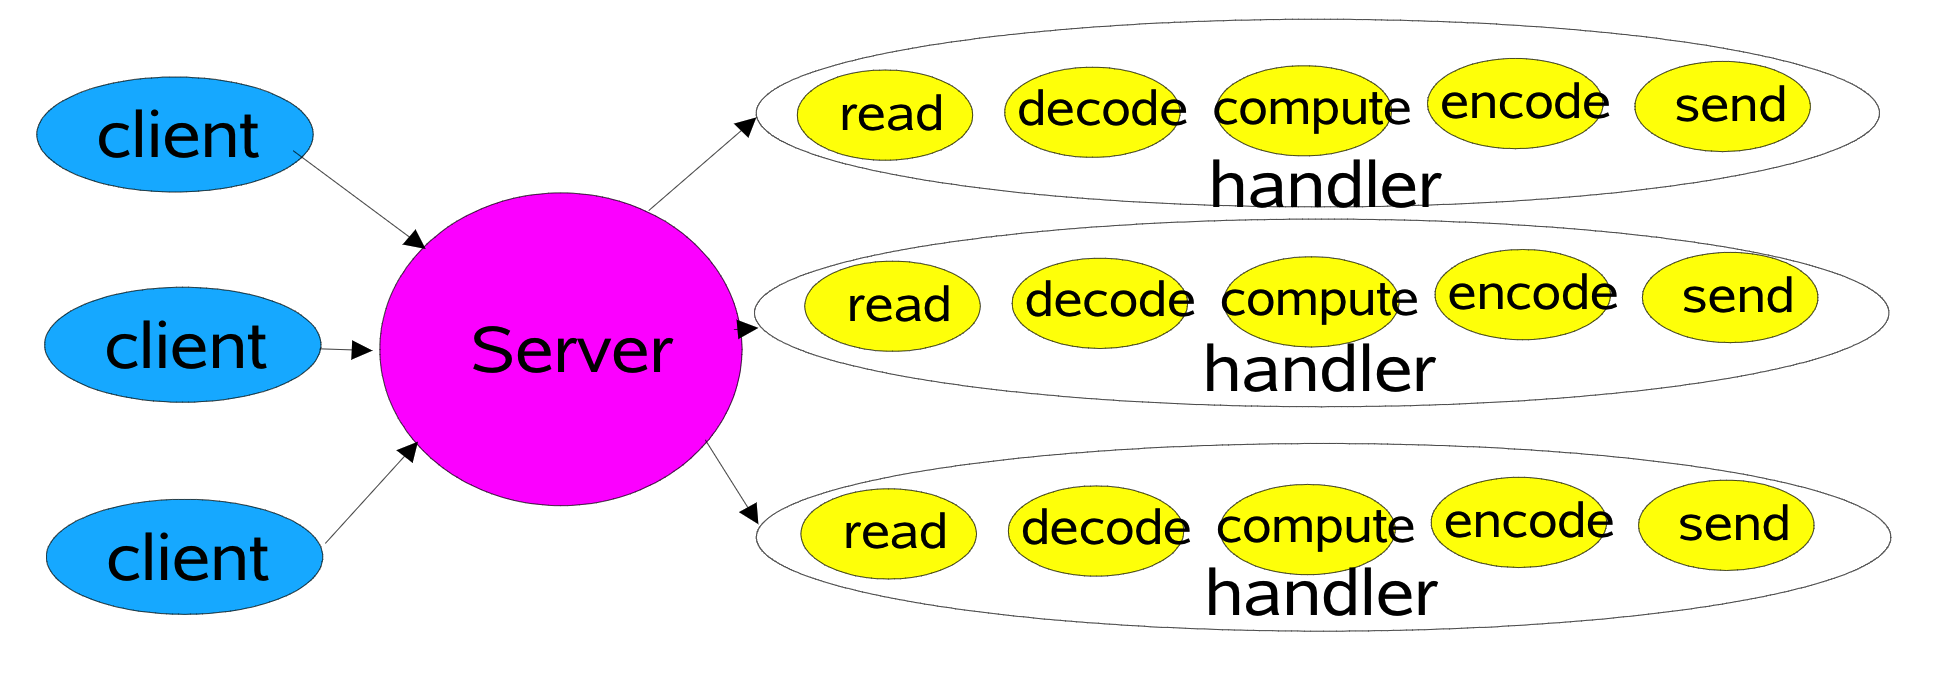 client
client
client
Server
read decode compute encode send
handler
read decode compute encode send
handler
read decode compute encode send
handler